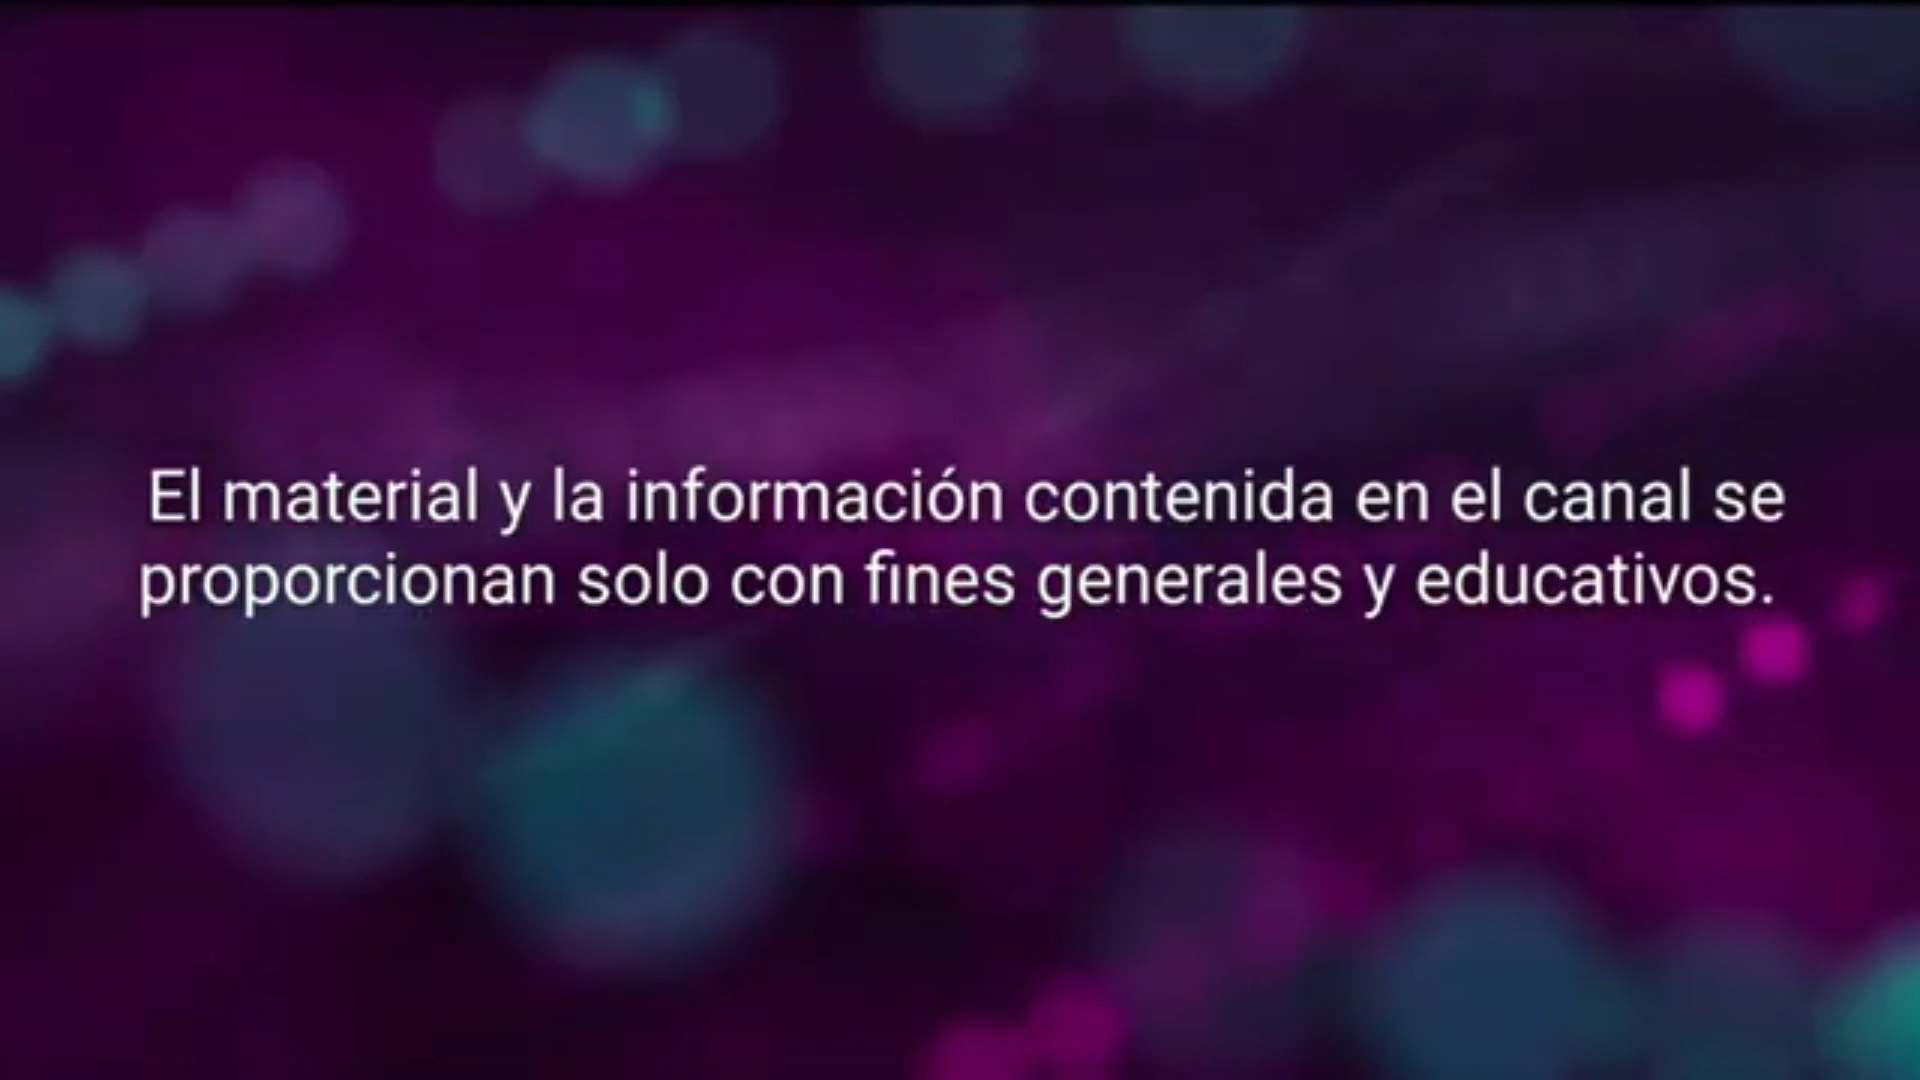 El material y la información contenida en el canal se
proporcionan solo con fines generales y educativos.